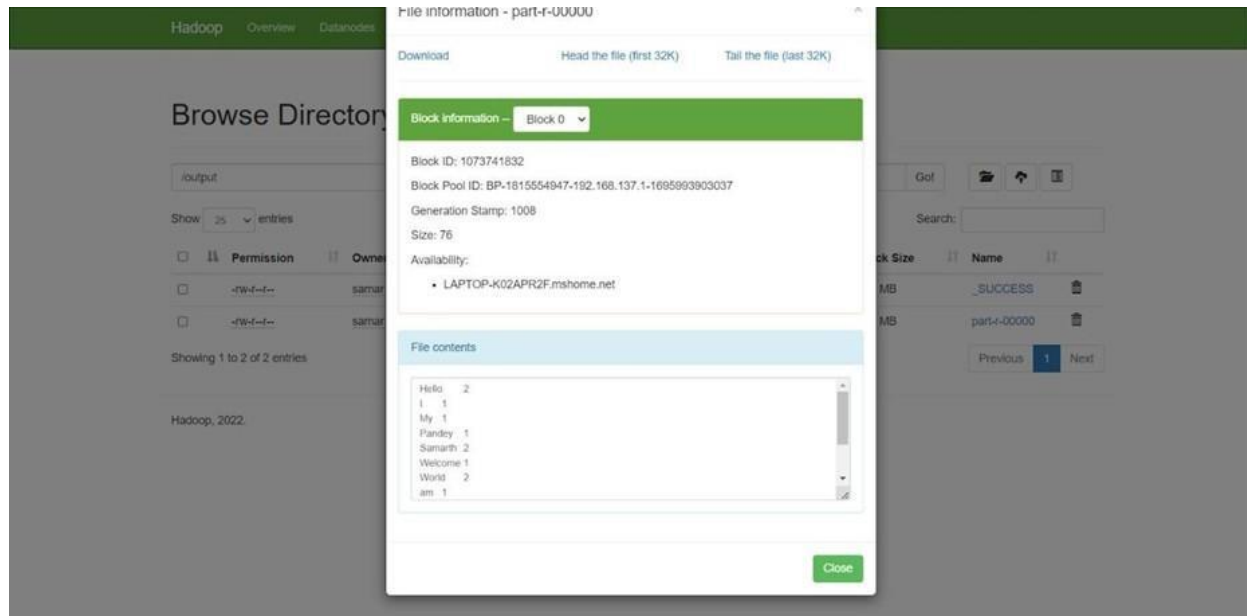 Hadoop Overview Datanodes
File information - part-r-00000
Download Head the file (first 32K) Tail the file (last 32K)
Browse Directory
Block information -- Block 0
Block ID: 1073741832
Block Pool ID: BP-1815554947-192.168.137.1-1695993903037
Generation Stamp: 1008
Size: 76
Availability:
LAPTOP-K02APR2F.mshome.net
/output Go!
Show 25 entries Search:
Permission Owner ck Size Name
-rw-r--r-- samar MB _SUCCESS
-rw-r--r-- samar MB part-r-00000
Showing 1 to 2 of 2 entries Previous 1 Next
File contents
Hello 2
I 1
My 1
Pandey 1
Samarth 2
Welcome 1
World 2
am 1
Hadoop, 2022.
Close